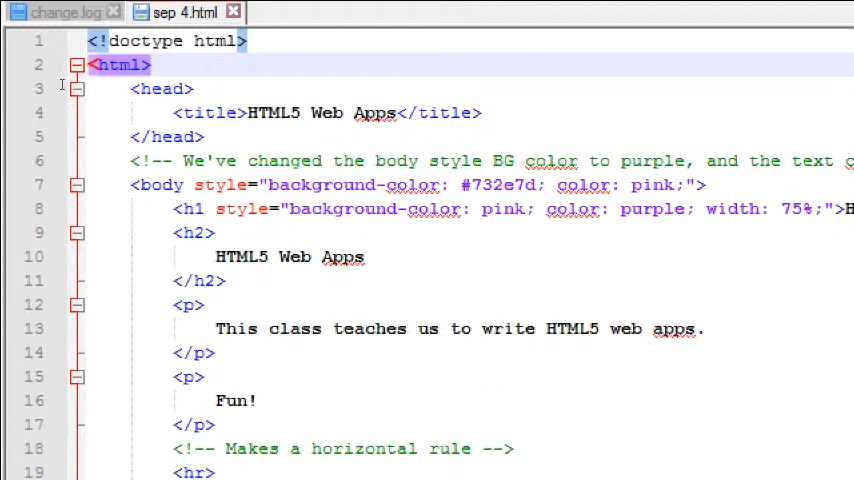 change.log
sep 4.html
1 <!doctype html>
2 <html>
3 <head>
4 <title>HTML5 Web Apps</title>
5 </head>
6 <!-- We've changed the body style BG color to purple, and the text c
7 <body style="background-color: #732e7d; color: pink;">
8 <h1 style="background-color: pink; color: purple; width: 75%;">H
9 <h2>
10 HTML5 Web Apps
11 </h2>
12 <p>
13 This class teaches us to write HTML5 web apps.
14 </p>
15 <p>
16 Fun!
17 </p>
18 <!-- Makes a horizontal rule -->
19 <hr>